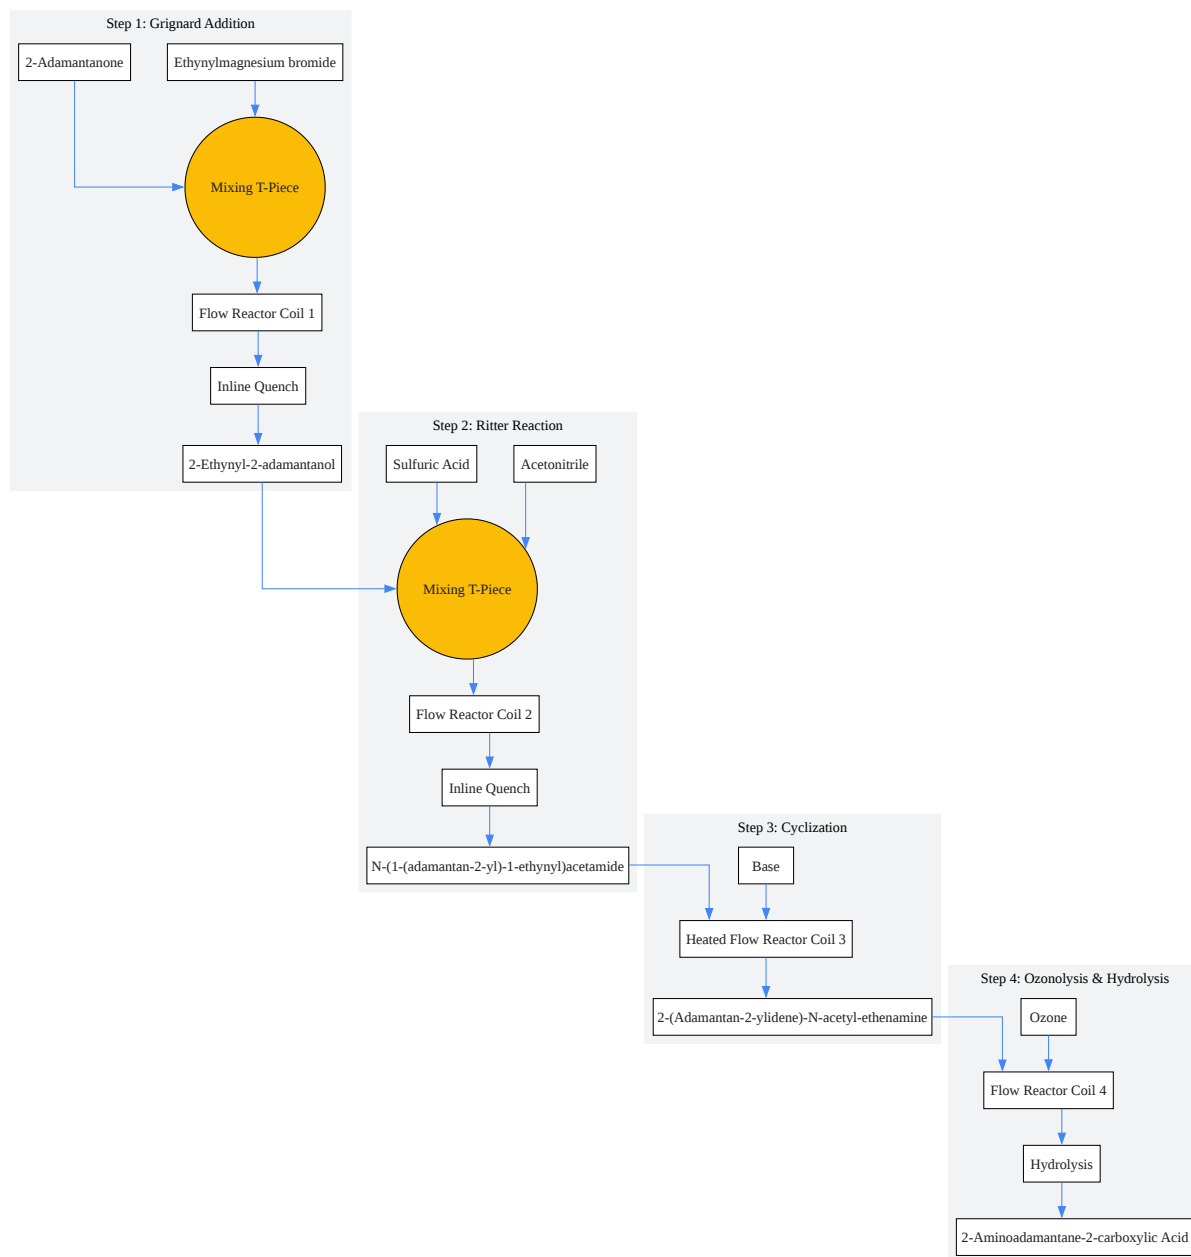 Step 1: Grignard Addition
2-Adamantanone
Ethynylmagnesium bromide
Mixing T-Piece
Flow Reactor Coil 1
Inline Quench
2-Ethynyl-2-adamantanol
Step 2: Ritter Reaction
Sulfuric Acid
Acetonitrile
Mixing T-Piece
Flow Reactor Coil 2
Inline Quench
N-(1-(adamantan-2-yl)-1-ethynyl)acetamide
Step 3: Cyclization
Base
Heated Flow Reactor Coil 3
2-(Adamantan-2-ylidene)-N-acetyl-ethenamine
Step 4: Ozonolysis & Hydrolysis
Ozone
Flow Reactor Coil 4
Hydrolysis
2-Aminoadamantane-2-carboxylic Acid